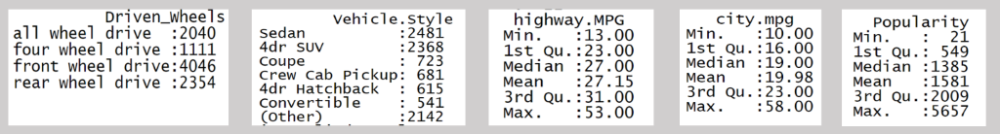 Driven_Wheels
all wheel drive  :2040
four wheel drive :1111
front wheel drive:4046
rear wheel drive :2354
Vehicle.Style
Sedan          :2481
4dr SUV        :2368
Coupe          : 723
Crew Cab Pickup: 681
4dr Hatchback  : 615
Convertible    : 541
(Other)        :2142
highway.MPG
Min.   :13.00
1st Qu.:23.00
Median :27.00
Mean   :27.15
3rd Qu.:31.00
Max.   :53.00
city.mpg
Min.   :10.00
1st Qu.:16.00
Median :19.00
Mean   :19.98
3rd Qu.:23.00
Max.   :58.00
Popularity
Min.   :  21
1st Qu.: 549
Median :1385
Mean   :1581
3rd Qu.:2009
Max.   :5657